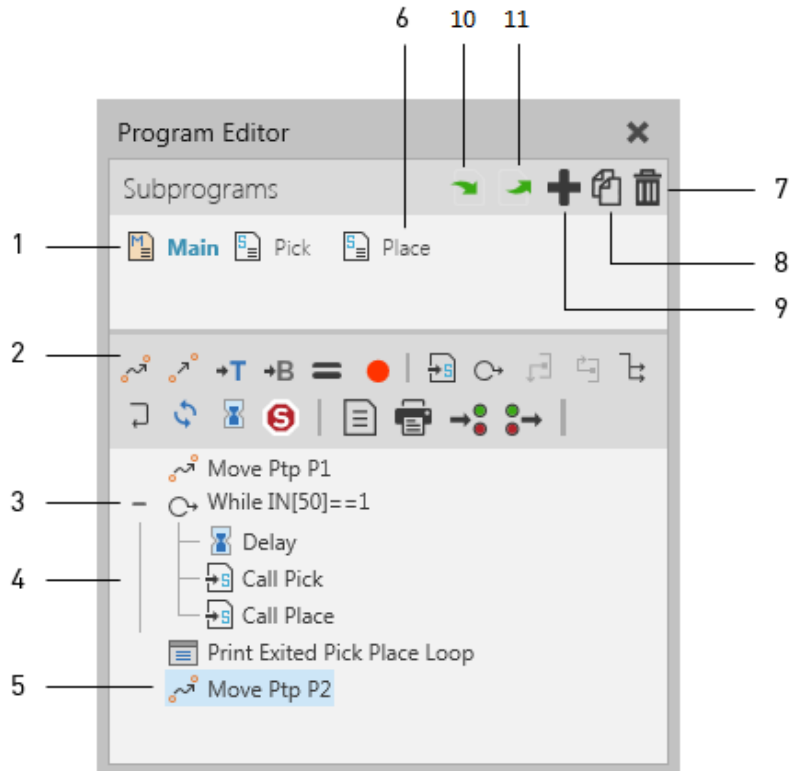 6 10 11
Program Editor
Subprograms
7
1
M Main S Pick S Place
8
9
2
T B S
S
Move Ptp P1
3
While IN[50]==1
Delay
4
S Call Pick
S Call Place
Print Exited Pick Place Loop
5
Move Ptp P2